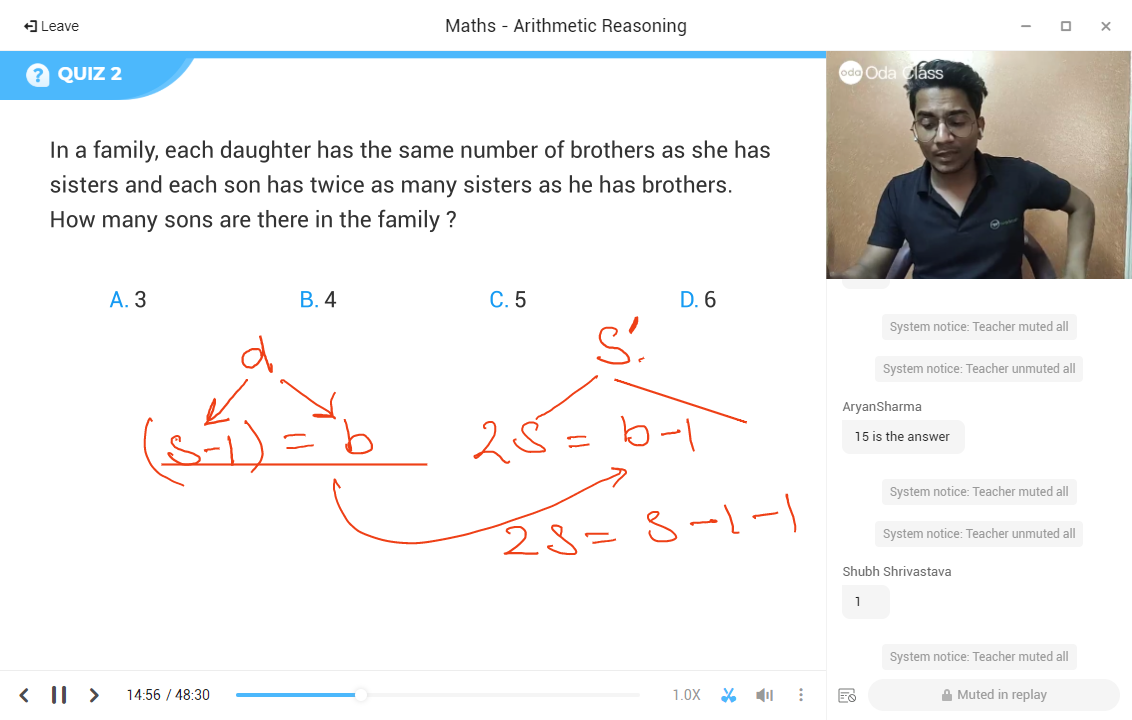 Leave
Maths - Arithmetic Reasoning
? QUIZ 2
oda Oda Class
In a family, each daughter has the same number of brothers as she has
sisters and each son has twice as many sisters as he has brothers.
How many sons are there in the family ?
A. 3
B. 4
C. 5
D. 6
d
S'.
(s-1) = b
2s = b-1
2s = s-1-1
System notice: Teacher muted all
System notice: Teacher unmuted all
AryanSharma
15 is the answer
System notice: Teacher muted all
System notice: Teacher unmuted all
Shubh Shrivastava
1
System notice: Teacher muted all
14:56 / 48:30
1.0X
Muted in replay